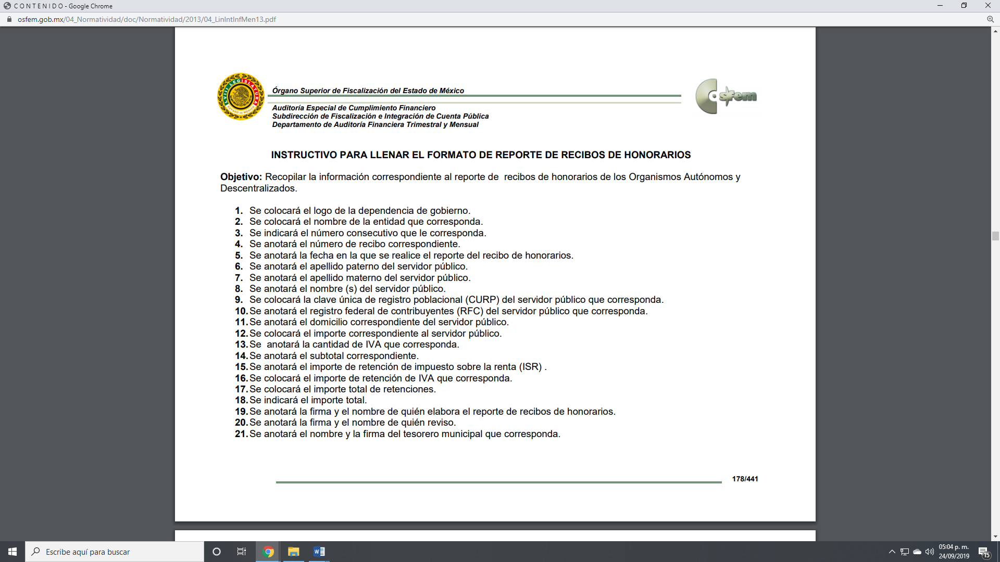 C O N T E N I D O - Google Chrome
osfem.gob.mx/04_Normatividad/doc/Normatividad/2013/04_LinIntInfMen13.pdf
LVIII LEGISLATURA
ESTADO DE MEXICO
Órgano Superior de Fiscalización del Estado de México
osfem
Auditoría Especial de Cumplimiento Financiero
Subdirección de Fiscalización e Integración de Cuenta Pública
Departamento de Auditoría Financiera Trimestral y Mensual
INSTRUCTIVO PARA LLENAR EL FORMATO DE REPORTE DE RECIBOS DE HONORARIOS
Objetivo: Recopilar la información correspondiente al reporte de  recibos de honorarios de los Organismos Autónomos y
Descentralizados.
1. Se colocará el logo de la dependencia de gobierno.
2. Se colocará el nombre de la entidad que corresponda.
3. Se indicará el número consecutivo que le corresponda.
4. Se anotará el número de recibo correspondiente.
5. Se anotará la fecha en la que se realice el reporte del recibo de honorarios.
6. Se anotará el apellido paterno del servidor público.
7. Se anotará el apellido materno del servidor público.
8. Se anotará el nombre (s) del servidor público.
9. Se colocará la clave única de registro poblacional (CURP) del servidor público que corresponda.
10. Se anotará el registro federal de contribuyentes (RFC) del servidor público que corresponda.
11. Se anotará el domicilio correspondiente del servidor público.
12. Se colocará el importe correspondiente al servidor público.
13. Se  anotará la cantidad de IVA que corresponda.
14. Se anotará el subtotal correspondiente.
15. Se anotará el importe de retención de impuesto sobre la renta (ISR) .
16. Se colocará el importe de retención de IVA que corresponda.
17. Se colocará el importe total de retenciones.
18. Se indicará el importe total.
19. Se anotará la firma y el nombre de quién elabora el reporte de recibos de honorarios.
20. Se anotará la firma y el nombre de quién reviso.
21. Se anotará el nombre y la firma del tesorero municipal que corresponda.
178/441
Escribe aquí para buscar
05:04 p. m.
24/09/2019
15